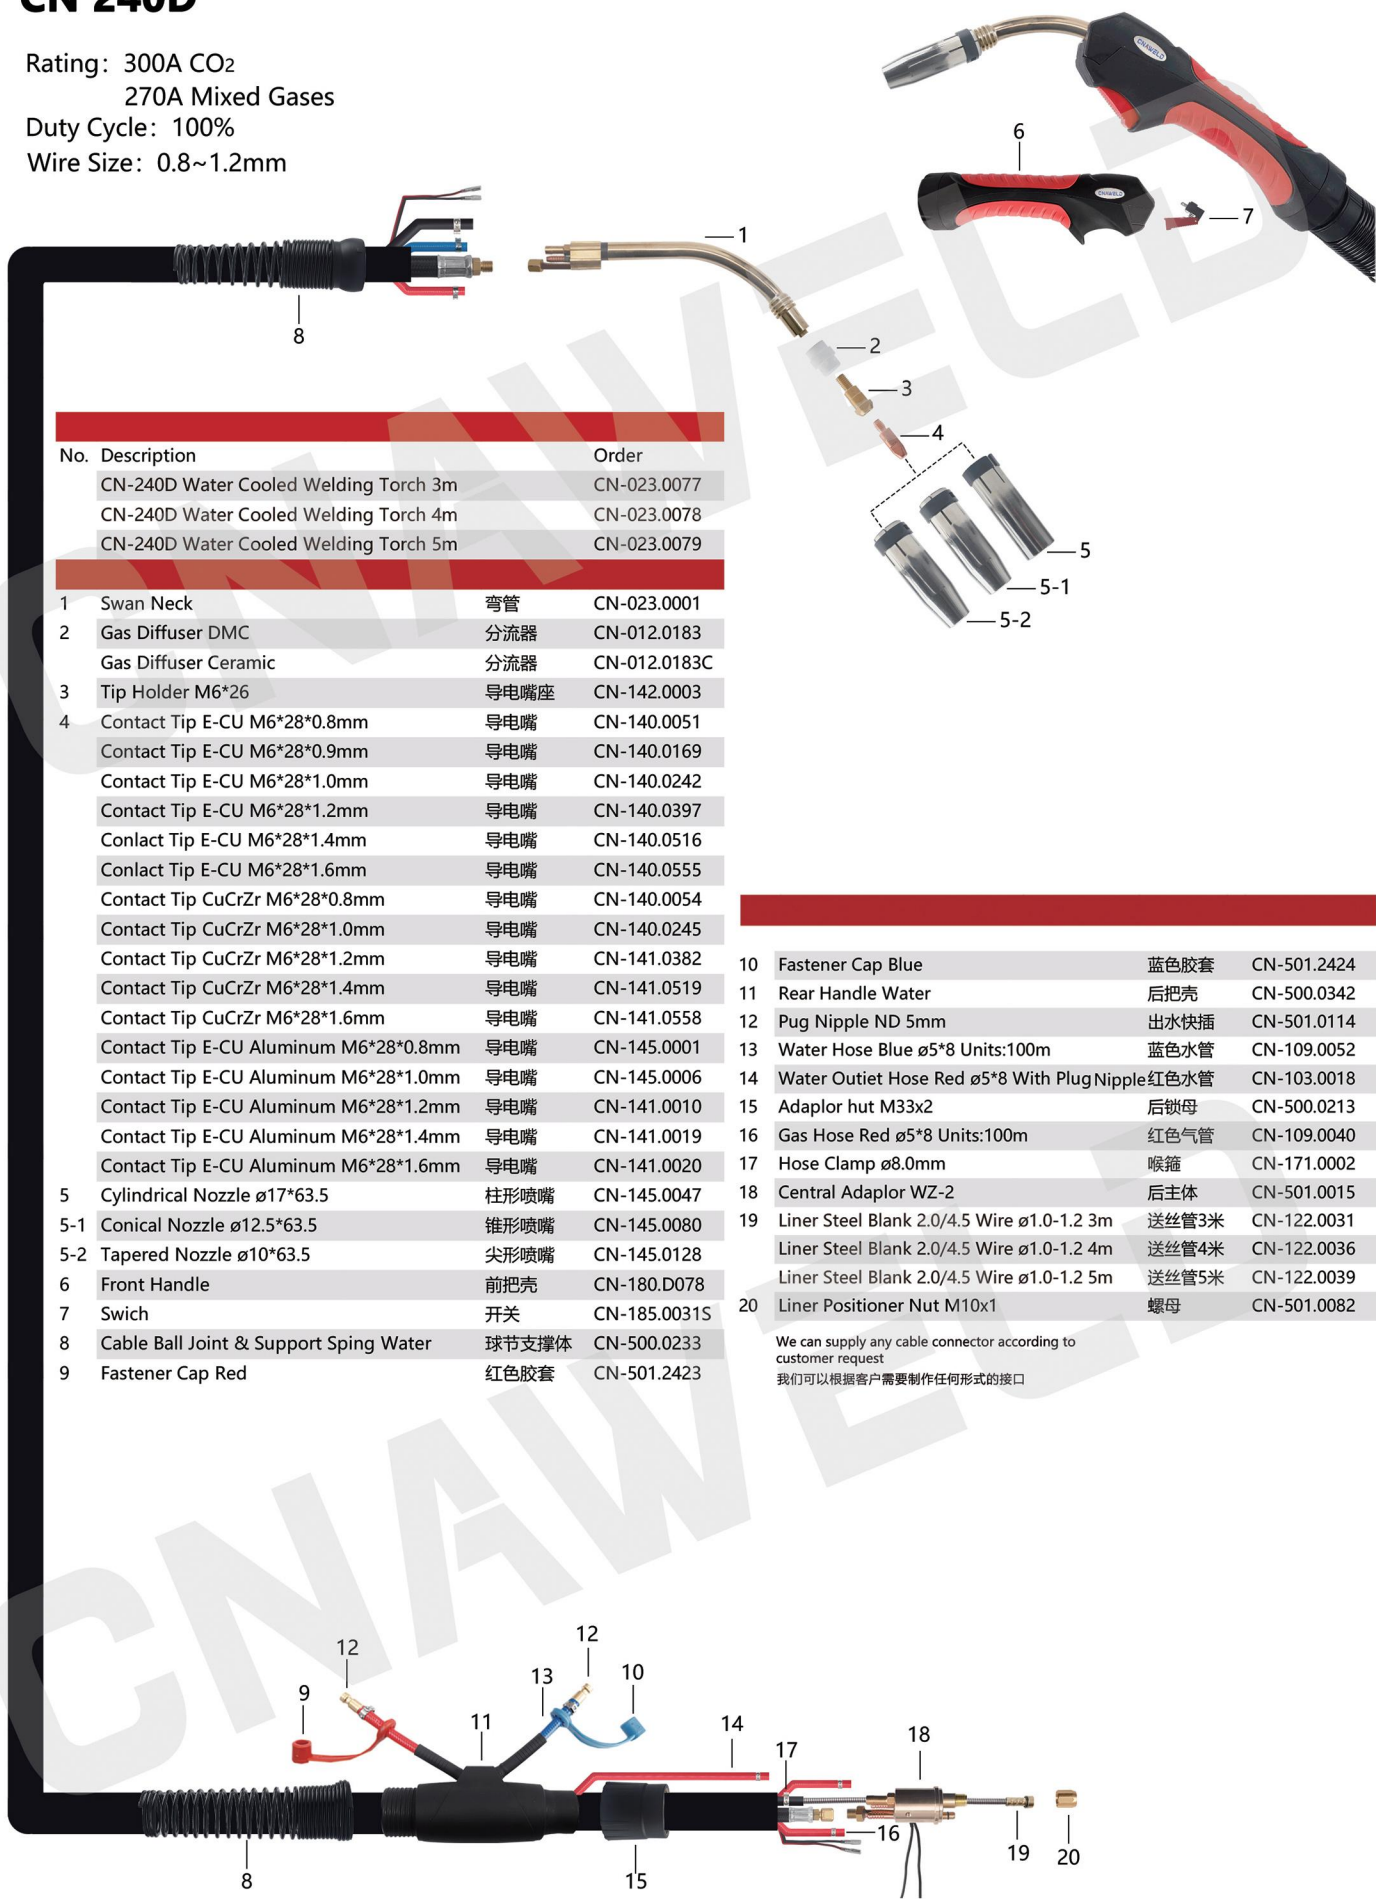 CN 240D
Rating: 300A CO2
270A Mixed Gases
Duty Cycle: 100%
Wire Size: 0.8~1.2mm
CNAWELD
6
CNAWELD
7
1
8
2
3
4
5
5-1
5-2
No. Description Order
CN-240D Water Cooled Welding Torch 3m CN-023.0077
CN-240D Water Cooled Welding Torch 4m CN-023.0078
CN-240D Water Cooled Welding Torch 5m CN-023.0079
1 Swan Neck 弯管 CN-023.0001
2 Gas Diffuser DMC 分流器 CN-012.0183
Gas Diffuser Ceramic 分流器 CN-012.0183C
3 Tip Holder M6*26 导电嘴座 CN-142.0003
4 Contact Tip E-CU M6*28*0.8mm 导电嘴 CN-140.0051
Contact Tip E-CU M6*28*0.9mm 导电嘴 CN-140.0169
Contact Tip E-CU M6*28*1.0mm 导电嘴 CN-140.0242
Contact Tip E-CU M6*28*1.2mm 导电嘴 CN-140.0397
Conlact Tip E-CU M6*28*1.4mm 导电嘴 CN-140.0516
Conlact Tip E-CU M6*28*1.6mm 导电嘴 CN-140.0555
Contact Tip CuCrZr M6*28*0.8mm 导电嘴 CN-140.0054
Contact Tip CuCrZr M6*28*1.0mm 导电嘴 CN-140.0245
Contact Tip CuCrZr M6*28*1.2mm 导电嘴 CN-141.0382
Contact Tip CuCrZr M6*28*1.4mm 导电嘴 CN-141.0519
Contact Tip CuCrZr M6*28*1.6mm 导电嘴 CN-141.0558
Contact Tip E-CU Aluminum M6*28*0.8mm 导电嘴 CN-145.0001
Contact Tip E-CU Aluminum M6*28*1.0mm 导电嘴 CN-145.0006
Contact Tip E-CU Aluminum M6*28*1.2mm 导电嘴 CN-141.0010
Contact Tip E-CU Aluminum M6*28*1.4mm 导电嘴 CN-141.0019
Contact Tip E-CU Aluminum M6*28*1.6mm 导电嘴 CN-141.0020
5 Cylindrical Nozzle ø17*63.5 柱形喷嘴 CN-145.0047
5-1 Conical Nozzle ø12.5*63.5 锥形喷嘴 CN-145.0080
5-2 Tapered Nozzle ø10*63.5 尖形喷嘴 CN-145.0128
6 Front Handle 前把壳 CN-180.D078
7 Swich 开关 CN-185.0031S
8 Cable Ball Joint & Support Sping Water 球节支撑体 CN-500.0233
9 Fastener Cap Red 红色胶套 CN-501.2423
10 Fastener Cap Blue 蓝色胶套 CN-501.2424
11 Rear Handle Water 后把壳 CN-500.0342
12 Pug Nipple ND 5mm 出水快插 CN-501.0114
13 Water Hose Blue ø5*8 Units:100m 蓝色水管 CN-109.0052
14 Water Outiet Hose Red ø5*8 With Plug Nipple 红色水管 CN-103.0018
15 Adaplor hut M33x2 后锁母 CN-500.0213
16 Gas Hose Red ø5*8 Units:100m 红色气管 CN-109.0040
17 Hose Clamp ø8.0mm 喉箍 CN-171.0002
18 Central Adaplor WZ-2 后主体 CN-501.0015
19 Liner Steel Blank 2.0/4.5 Wire ø1.0-1.2 3m 送丝管3米 CN-122.0031
Liner Steel Blank 2.0/4.5 Wire ø1.0-1.2 4m 送丝管4米 CN-122.0036
Liner Steel Blank 2.0/4.5 Wire ø1.0-1.2 5m 送丝管5米 CN-122.0039
20 Liner Positioner Nut M10x1 螺母 CN-501.0082
We can supply any cable connector according to
customer request
我们可以根据客户需要制作任何形式的接口
CNAWELD
CNAWELD
12
12
9
13
10
11
14
17
18
16
8
15
19
20